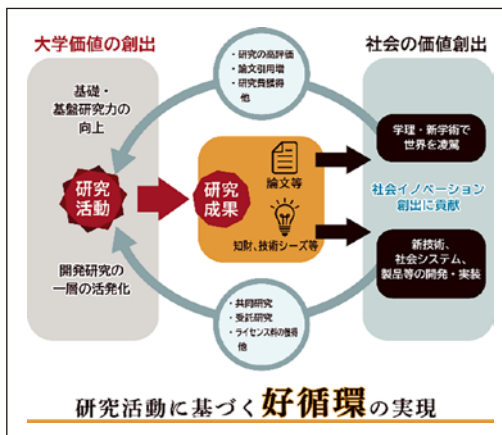 大学価値の創出
基礎・
基盤研究力の
向上
研究
活動
開発研究の
一層の活発化
・研究の高評価
・論文引用増
・研究費獲得
他
研究
成果
論文等
知財、技術シーズ等
・共同研究
・受託研究
・ライセンス料の獲得
他
社会の価値創出
学理・新学術で
世界を凌駕
社会イノベーション
創出に貢献
新技術、
社会システム、
製品等の開発・実装
研究活動に基づく好循環の実現